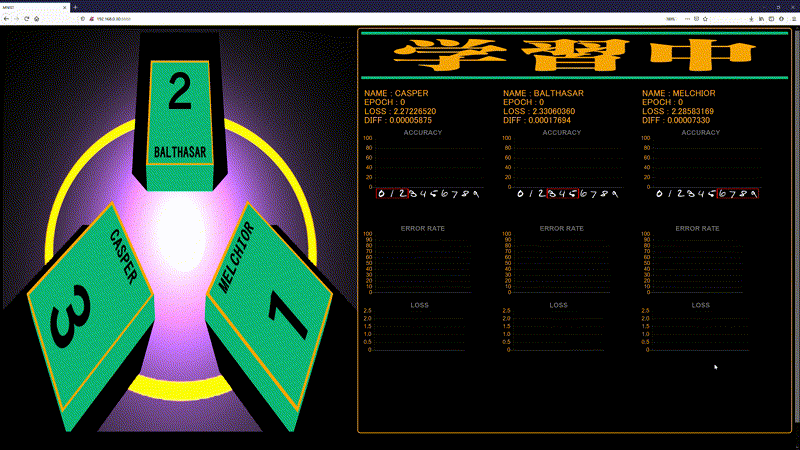 MNIST
192.168.0.30:8888
2
BALTHASAR
CASPER
3
MELCHIOR
1
学習中
NAME : CASPER
EPOCH : 0
LOSS : 2.27226520
DIFF : 0.00005875
ACCURACY
100
80
60
40
20
0
0 1 2 3 4 5 6 7 8 9
ERROR RATE
100
90
80
70
60
50
40
30
20
10
0
LOSS
2.5
2.0
1.5
1.0
0.5
0
NAME : BALTHASAR
EPOCH : 0
LOSS : 2.33060360
DIFF : 0.00017694
ACCURACY
100
80
60
40
20
0
0 1 2 3 4 5 6 7 8 9
ERROR RATE
100
90
80
70
60
50
40
30
20
10
0
LOSS
2.5
2.0
1.5
1.0
0.5
0
NAME : MELCHIOR
EPOCH : 0
LOSS : 2.28583169
DIFF : 0.00007330
ACCURACY
100
80
60
40
20
0
0 1 2 3 4 5 6 7 8 9
ERROR RATE
100
90
80
70
60
50
40
30
20
10
0
LOSS
2.5
2.0
1.5
1.0
0.5
0